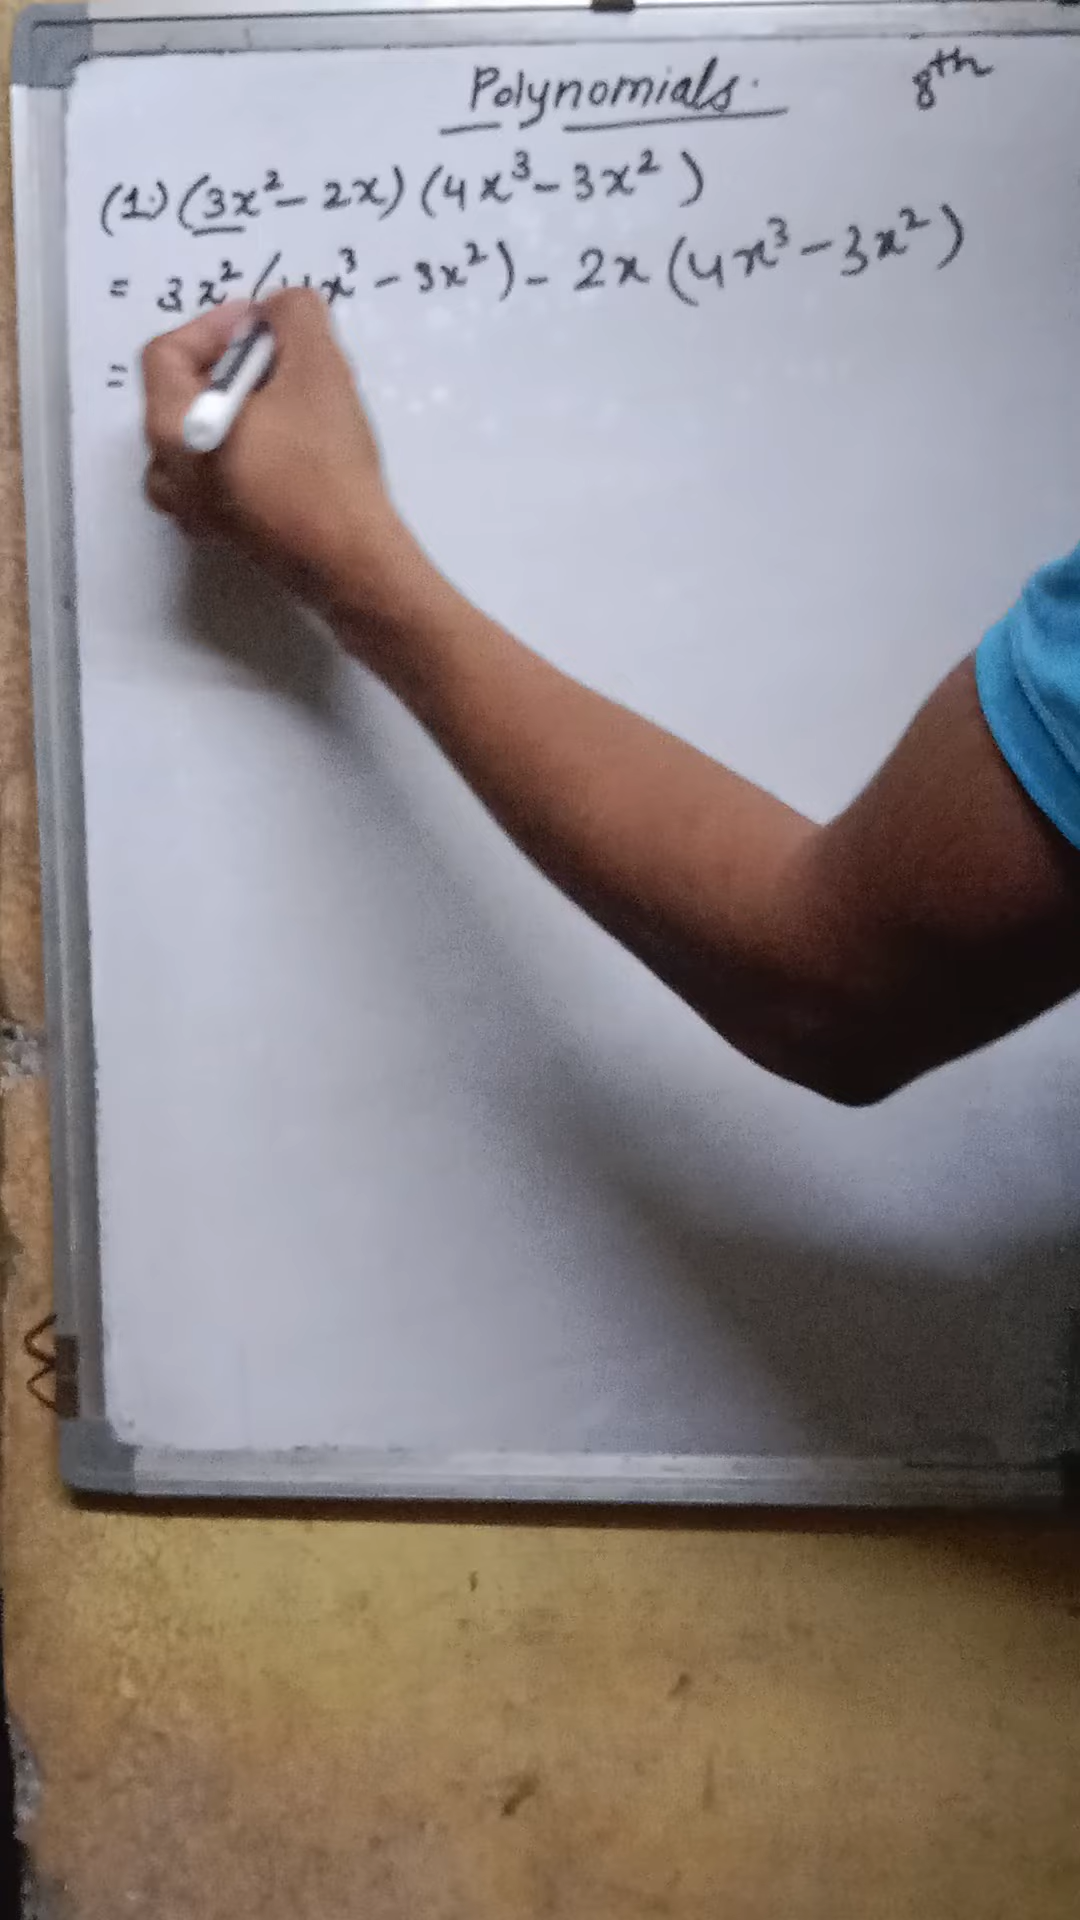 Polynomials. 8th
(1.) (3x² - 2x) (4x³ - 3x²)
= 3x² (4x³ - 3x²) - 2x (4x³ - 3x²)
=